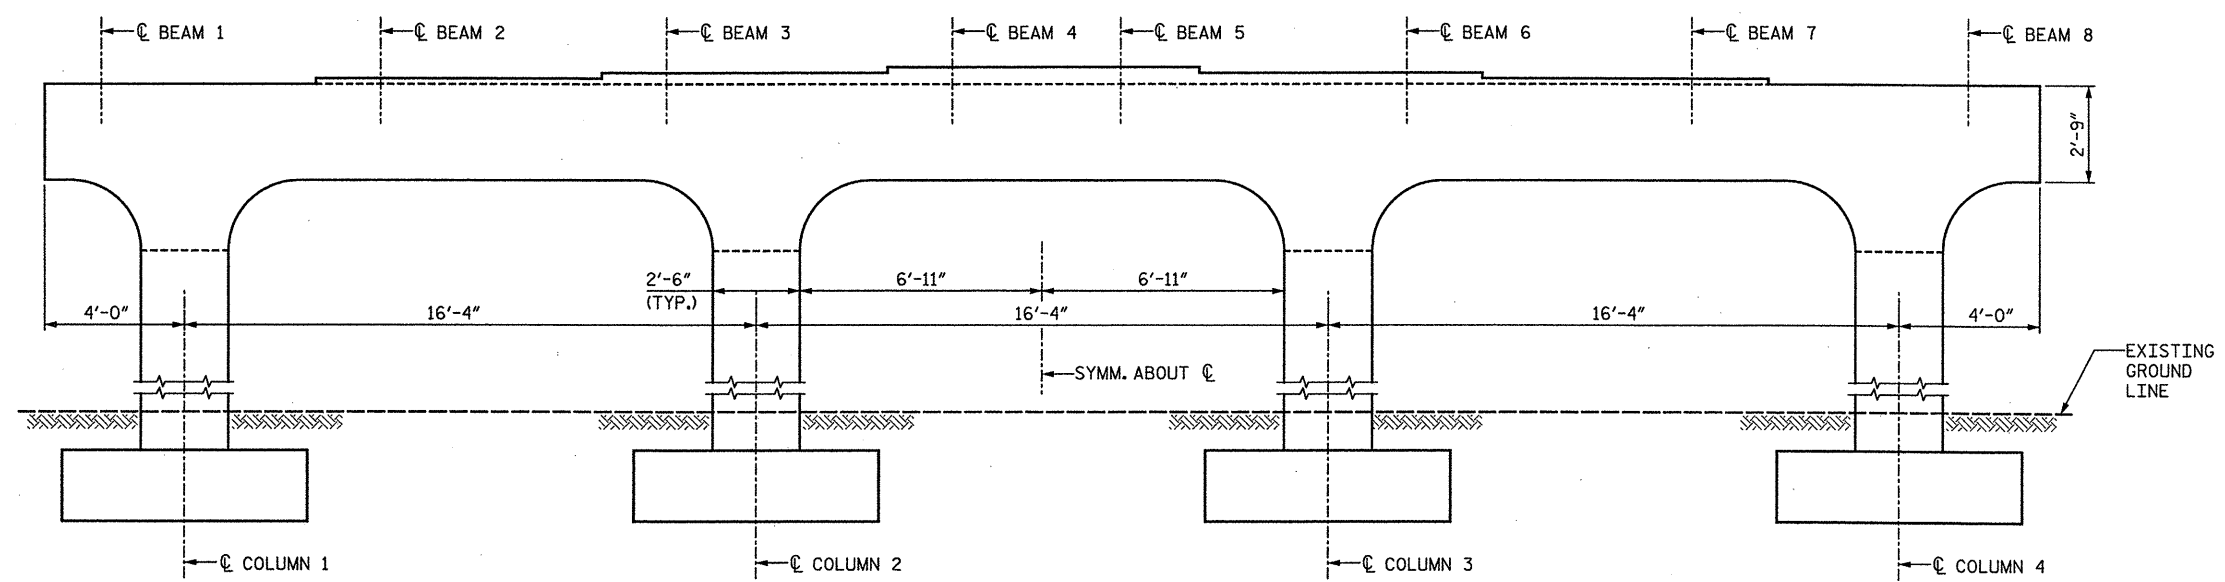 ℄ BEAM 1
℄ BEAM 2
℄ BEAM 3
℄ BEAM 4
℄ BEAM 5
℄ BEAM 6
℄ BEAM 7
℄ BEAM 8
2'-9"
2'-6"
(TYP.)
6'-11"
6'-11"
4'-0"
16'-4"
16'-4"
16'-4"
4'-0"
SYMM. ABOUT ℄
EXISTING
GROUND
LINE
℄ COLUMN 1
℄ COLUMN 2
℄ COLUMN 3
℄ COLUMN 4